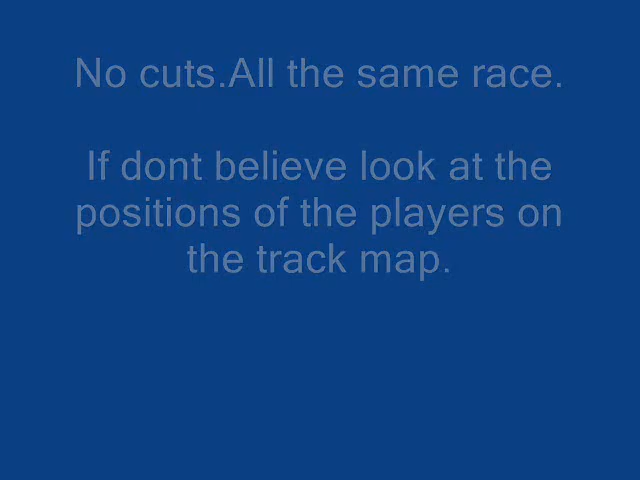 No cuts.All the same race.
If dont believe look at the
positions of the players on
the track map.